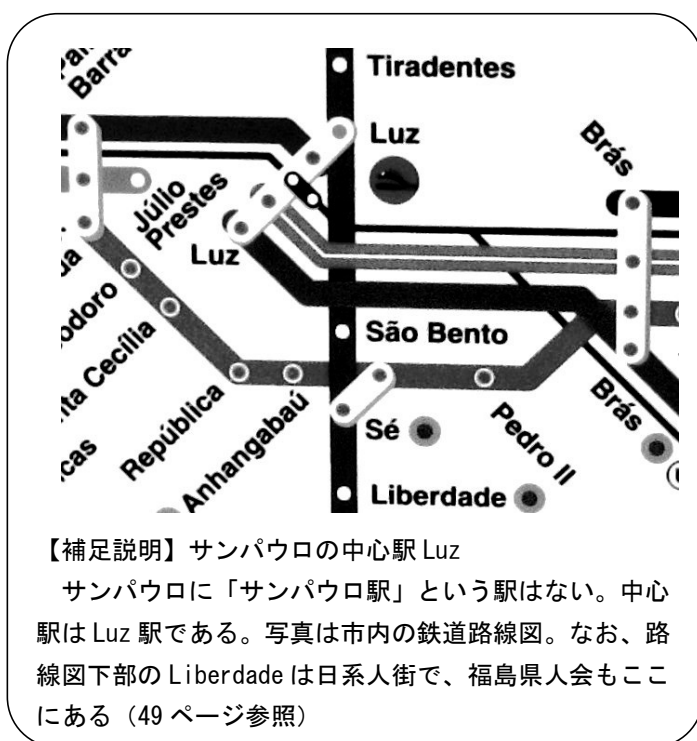 Barra
Tiradentes
Luz
Brás
Júlio
Prestes
Luz
São Bento
Santa Cecília
República
Anhangabaú
Sé
Pedro II
Brás
Liberdade
【補足説明】サンパウロの中心駅 Luz
サンパウロに「サンパウロ駅」という駅はない。中心
駅は Luz 駅である。写真は市内の鉄道路線図。なお、路
線図下部の Liberdade は日系人街で、福島県人会もここ
にある（49 ページ参照）